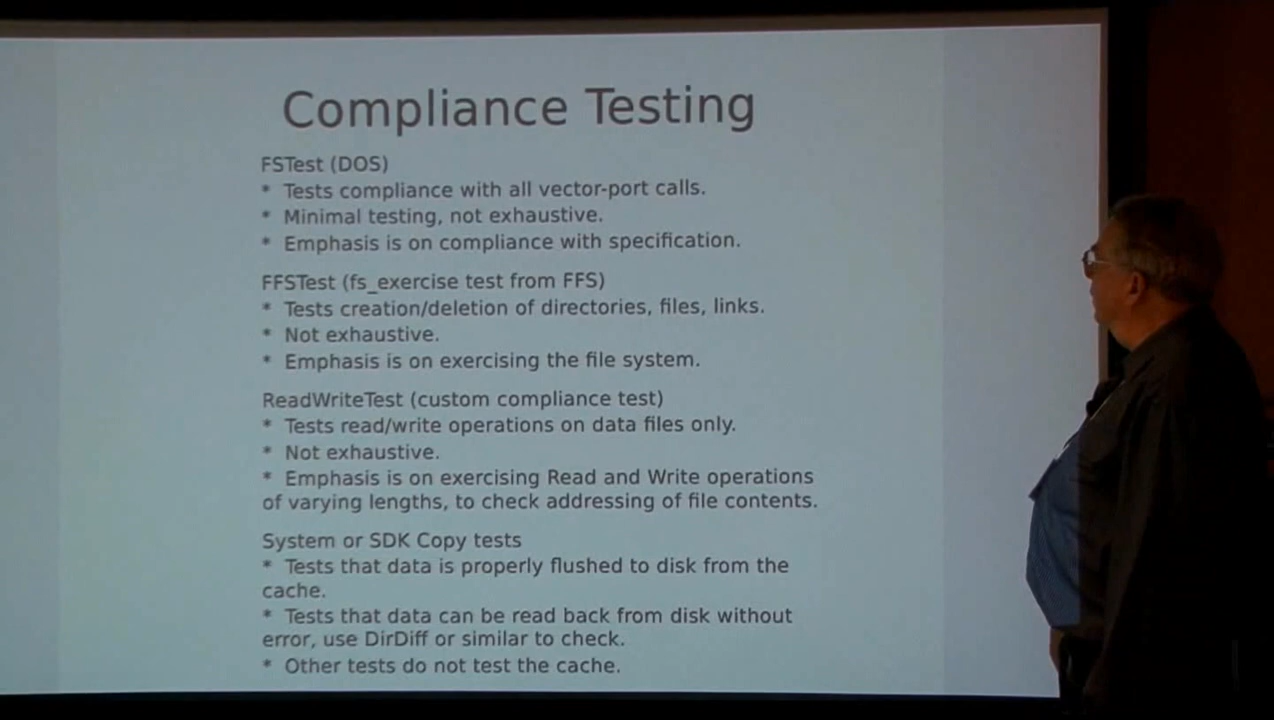 Compliance Testing
FSTest (DOS)
* Tests compliance with all vector-port calls.
* Minimal testing, not exhaustive.
* Emphasis is on compliance with specification.
FFSTest (fs_exercise test from FFS)
* Tests creation/deletion of directories, files, links.
* Not exhaustive.
* Emphasis is on exercising the file system.
ReadWriteTest (custom compliance test)
* Tests read/write operations on data files only.
* Not exhaustive.
* Emphasis is on exercising Read and Write operations
of varying lengths, to check addressing of file contents.
System or SDK Copy tests
* Tests that data is properly flushed to disk from the
cache.
* Tests that data can be read back from disk without
error, use DirDiff or similar to check.
* Other tests do not test the cache.